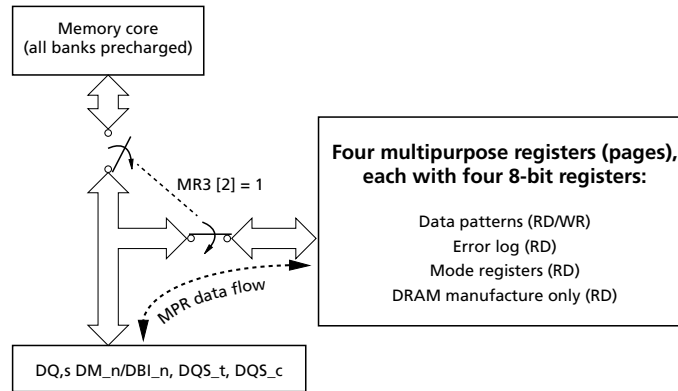 Memory core
(all banks precharged)
MR3 [2] = 1
Four multipurpose registers (pages),
each with four 8-bit registers:
Data patterns (RD/WR)
Error log (RD)
Mode registers (RD)
DRAM manufacture only (RD)
MPR data flow
DQ,s DM_n/DBI_n, DQS_t, DQS_c